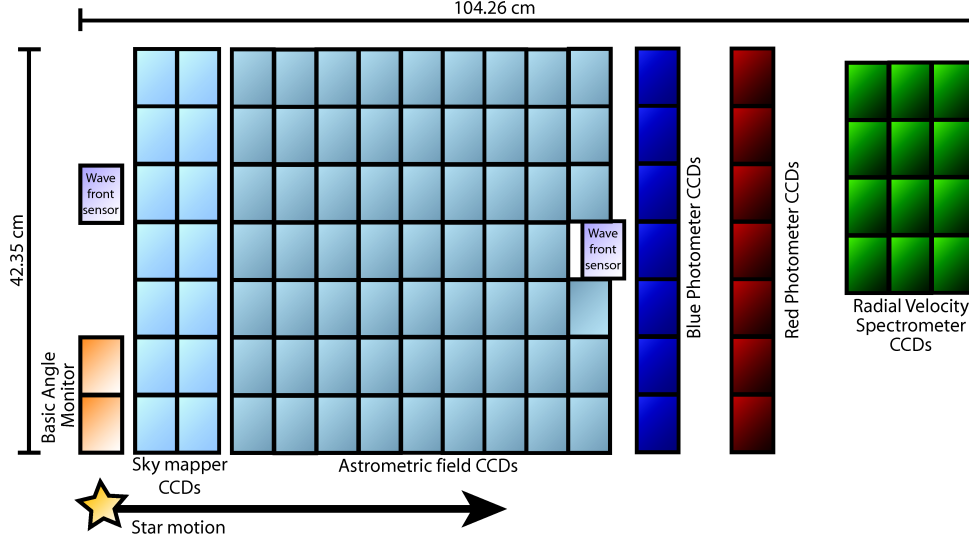 104.26 cm
42.35 cm
Wave
front
sensor
Wave
front
sensor
Basic Angle
Monitor
Sky mapper
CCDs
Astrometric field CCDs
Blue Photometer CCDs
Red Photometer CCDs
Radial Velocity
Spectrometer
CCDs
Star motion